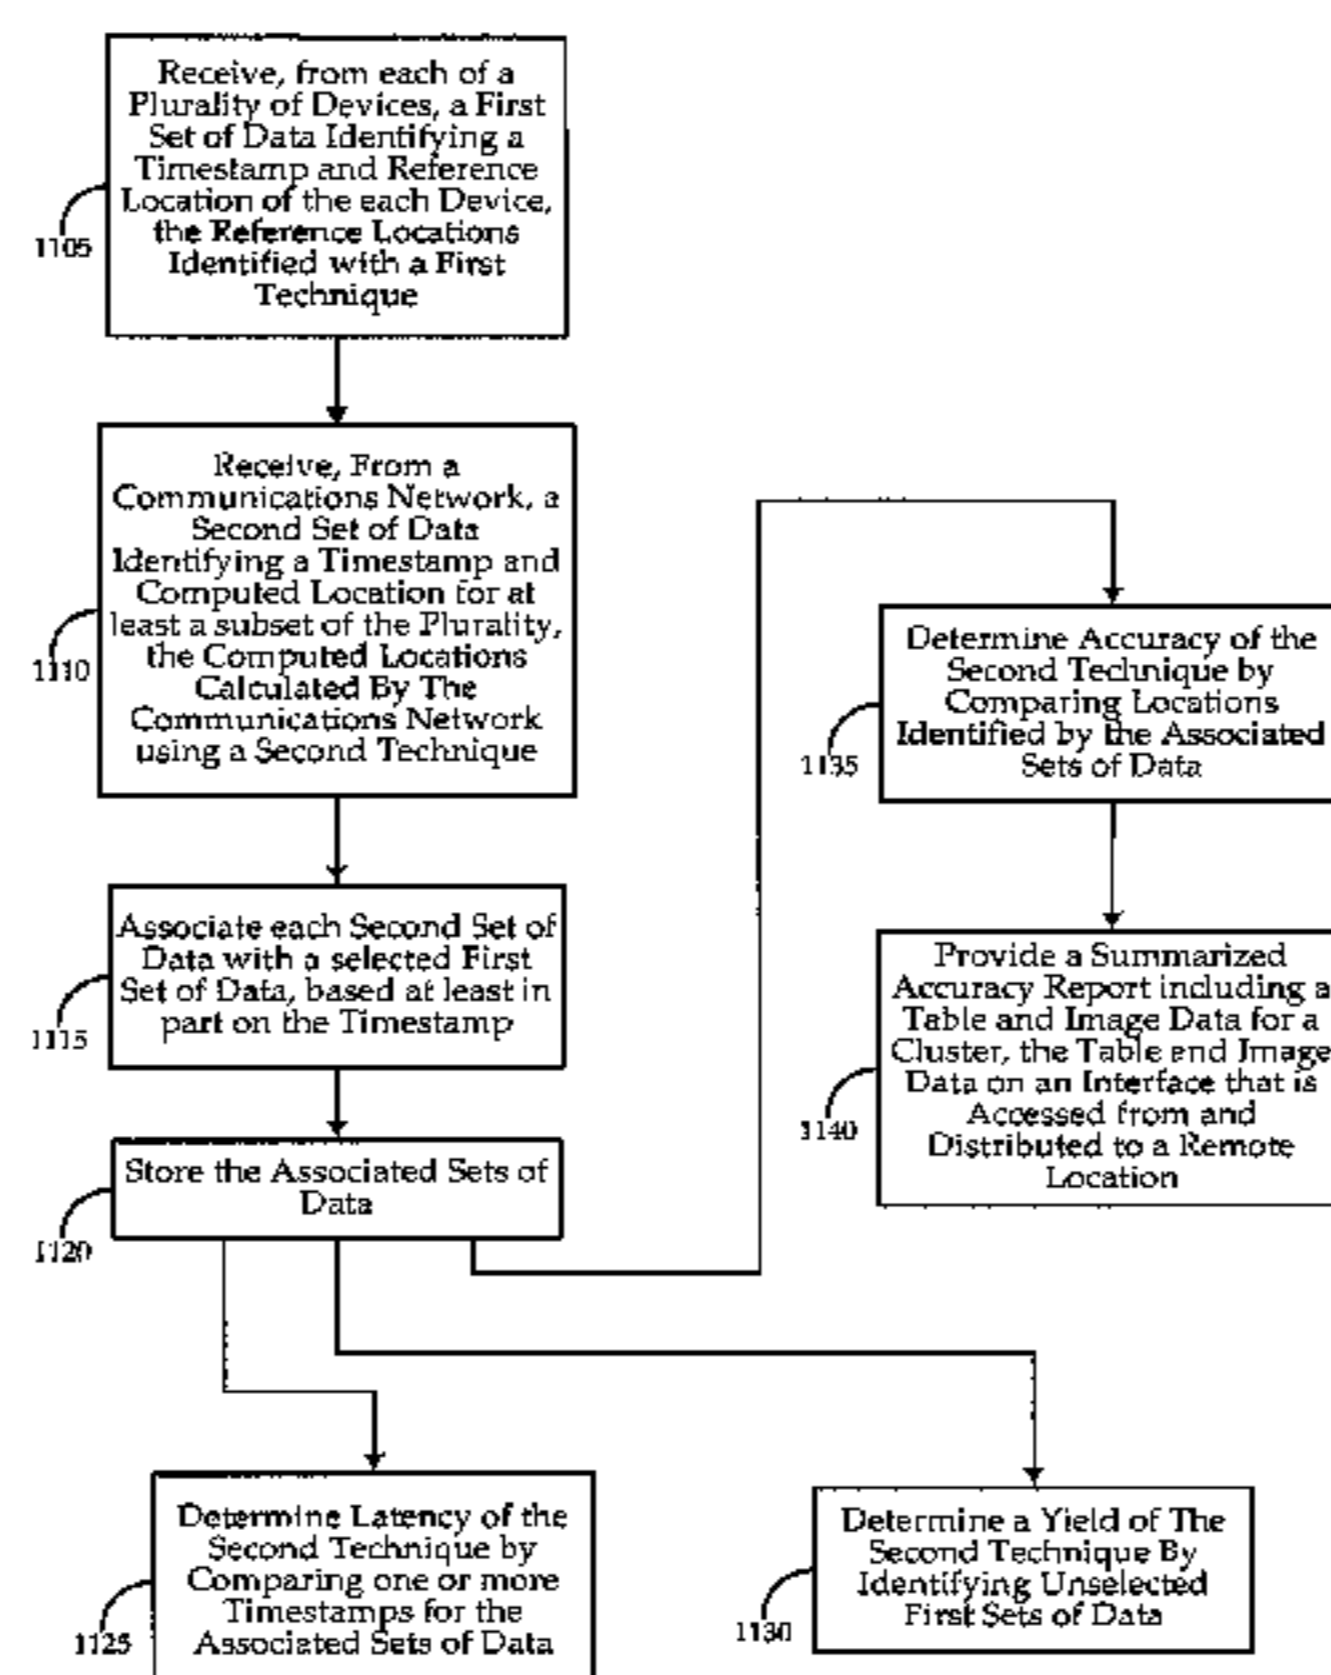 Receive, from each of a
Plurality of Devices, a First
Set of Data Identifying a
Timestamp and Reference
Location of the each Device,
the Reference Locations
Identified with a First
Technique
1105
Receive, From a
Communications Network, a
Second Set of Data
Identifying a Timestamp and
Computed Location for at
least a subset of the Plurality,
the Computed Locations
Calculated By The
Communications Network
using a Second Technique
1110
Associate each Second Set of
Data with a selected First
Set of Data, based at least in
part on the Timestamp
1115
Store the Associated Sets of
Data
1120
Determine Latency of the
Second Technique by
Comparing one or more
Timestamps for the
Associated Sets of Data
1125
Determine a Yield of The
Second Technique By
Identifying Unselected
First Sets of Data
1130
Determine Accuracy of the
Second Technique by
Comparing Locations
Identified by the Associated
Sets of Data
1135
Provide a Summarized
Accuracy Report including a
Table and Image Data for a
Cluster, the Table and Image
Data on an Interface that is
Accessed from and
Distributed to a Remote
Location
1140